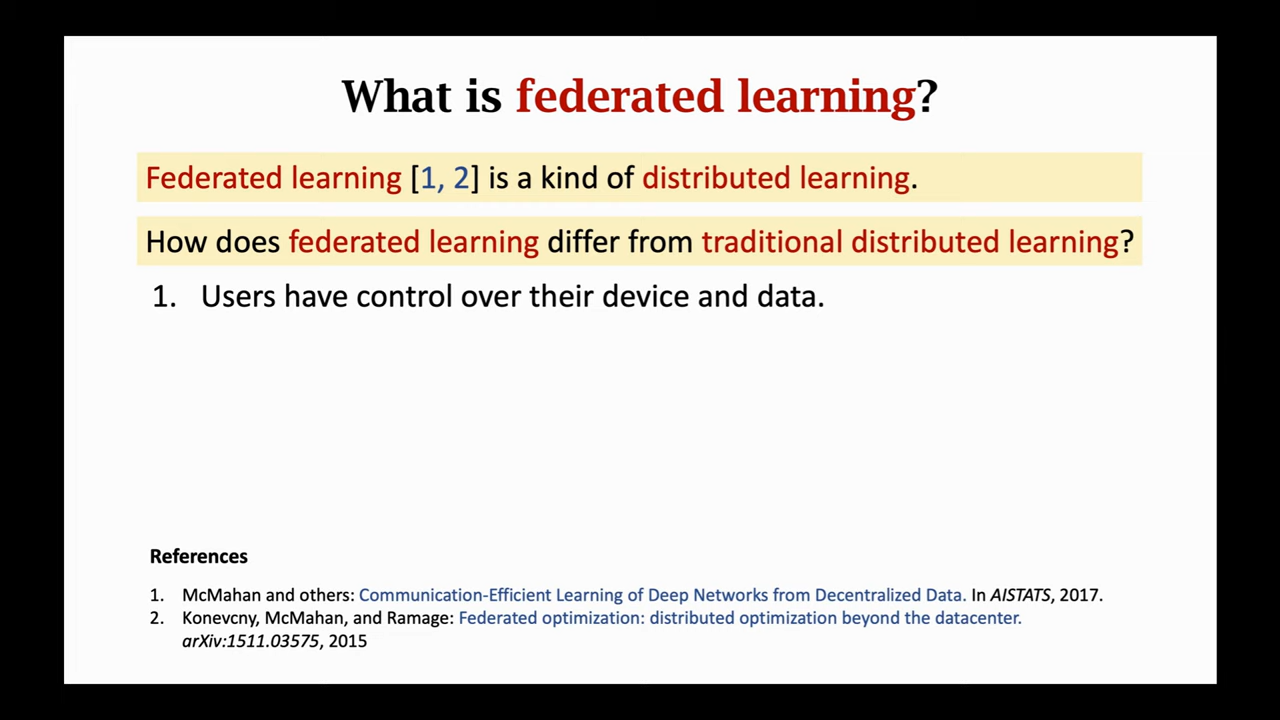 What is federated learning?
Federated learning [1, 2] is a kind of distributed learning.
How does federated learning differ from traditional distributed learning?
1. Users have control over their device and data.
References
1. McMahan and others: Communication-Efficient Learning of Deep Networks from Decentralized Data. In AISTATS, 2017.
2. Konevcny, McMahan, and Ramage: Federated optimization: distributed optimization beyond the datacenter.
arXiv:1511.03575, 2015